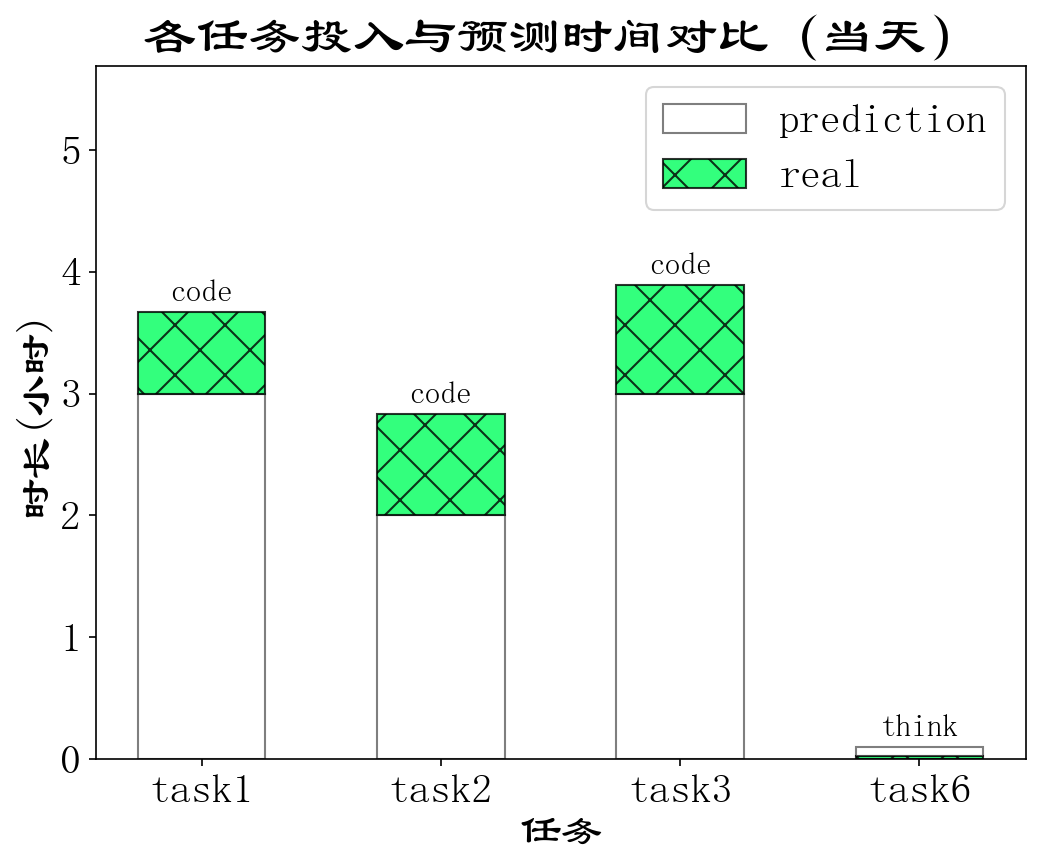 各任务投入与预测时间对比 (当天)
prediction
real
时长(小时)
5
4
3
2
1
0
code
code
code
think
task1
task2
task3
task6
任务